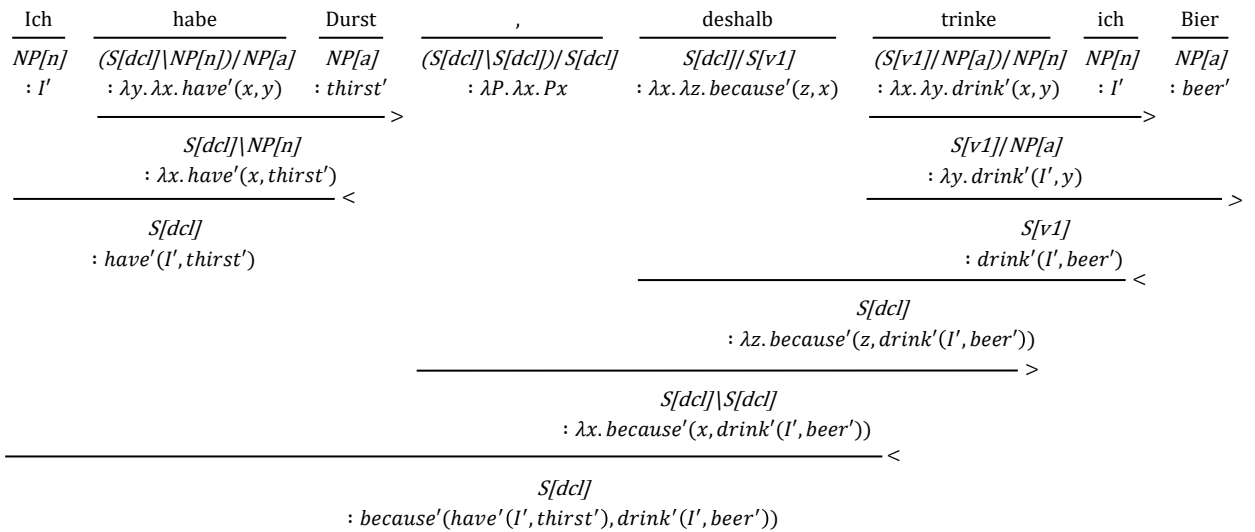 Ich habe Durst , deshalb trinke ich Bier
NP[n] (S[dcl]\NP[n])/NP[a] NP[a] (S[dcl]\S[dcl])/S[dcl] S[dcl]/S[v1] (S[v1]/NP[a])/NP[n] NP[n] NP[a]
: I′ : λy. λx. have′(x, y) : thirst′ : λP. λx. Px : λx. λz. because′(z, x) : λx. λy. drink′(x, y) : I′ : beer′
> >
S[dcl]\NP[n] S[v1]/NP[a]
: λx. have′(x, thirst′) : λy. drink′(I′, y)
< >
S[dcl] S[v1]
: have′(I′, thirst′) : drink′(I′, beer′)
<
S[dcl]
: λz. because′(z, drink′(I′, beer′))
>
S[dcl]\S[dcl]
: λx. because′(x, drink′(I′, beer′))
<
S[dcl]
: because′(have′(I′, thirst′), drink′(I′, beer′))